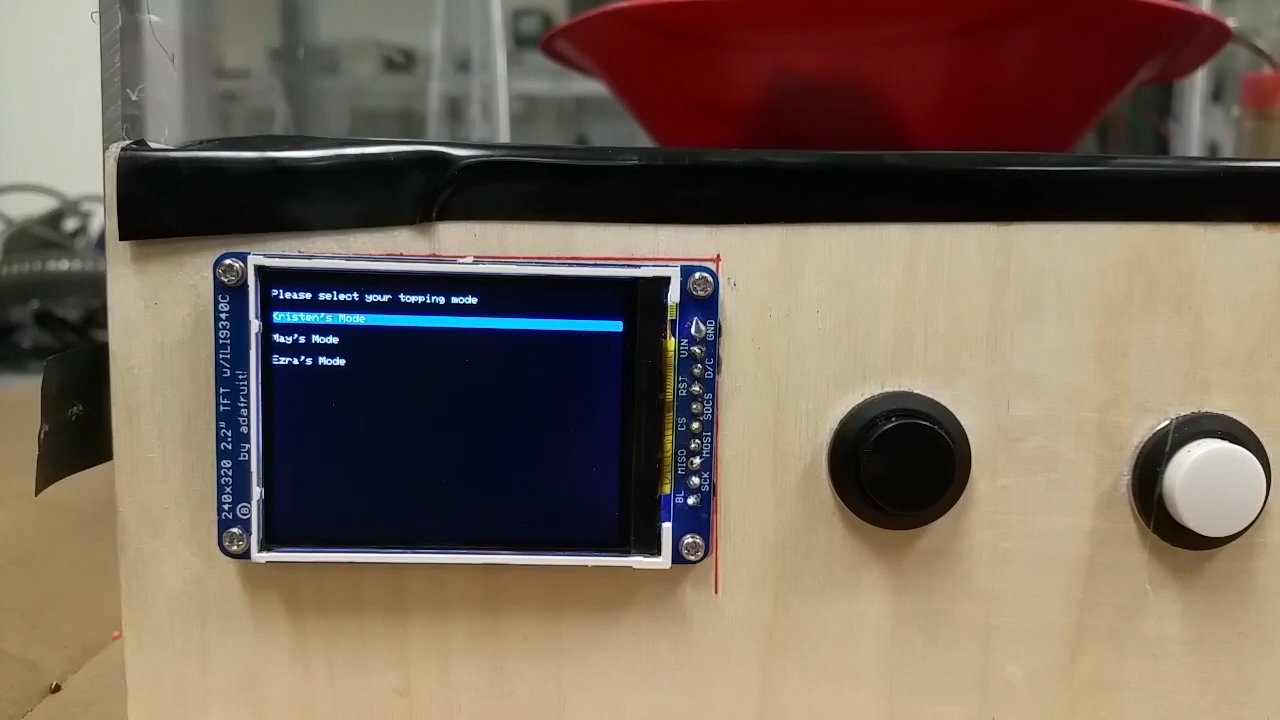 Please select your topping mode
Kristen's Mode
May's Mode
Ezra's Mode
240x320 2.2" TFT w/ILI9340C
by adafruit!
GND
VIN
D/C
RST
SDCS
CS
MOSI
MISO
SCK
BL